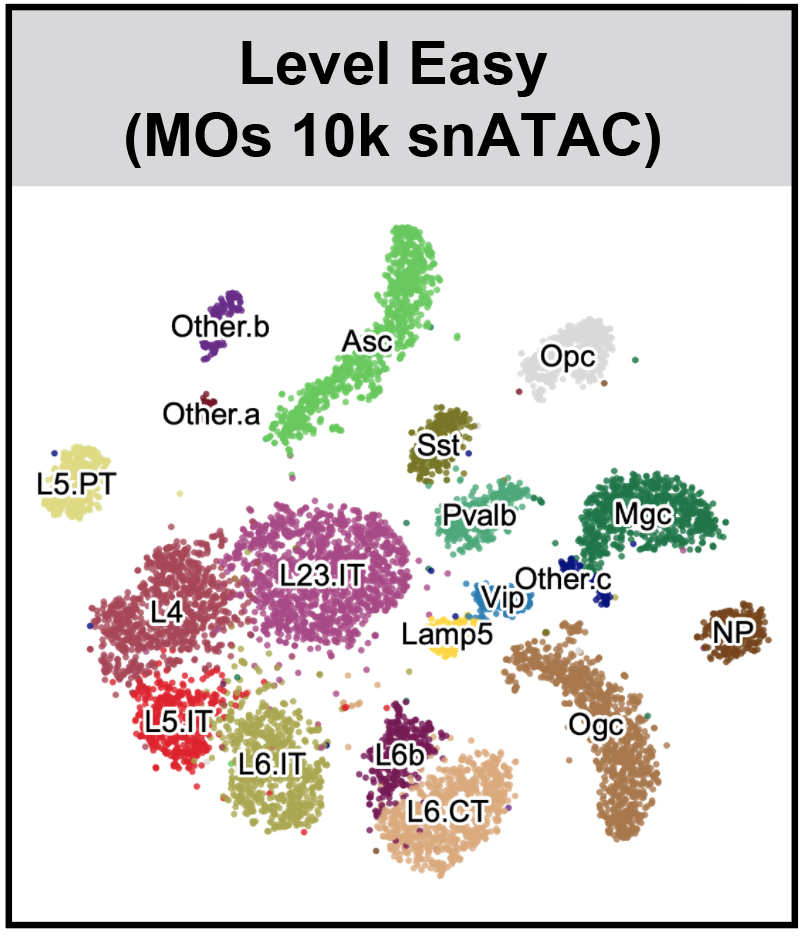 Level Easy
(MOs 10k snATAC)
Other.b
Asc
Opc
Other.a
Sst
L5.PT
Pvalb
Mgc
L23.IT
Other.c
Vip
L4
Lamp5
NP
L5.IT
Ogc
L6b
L6.IT
L6.CT